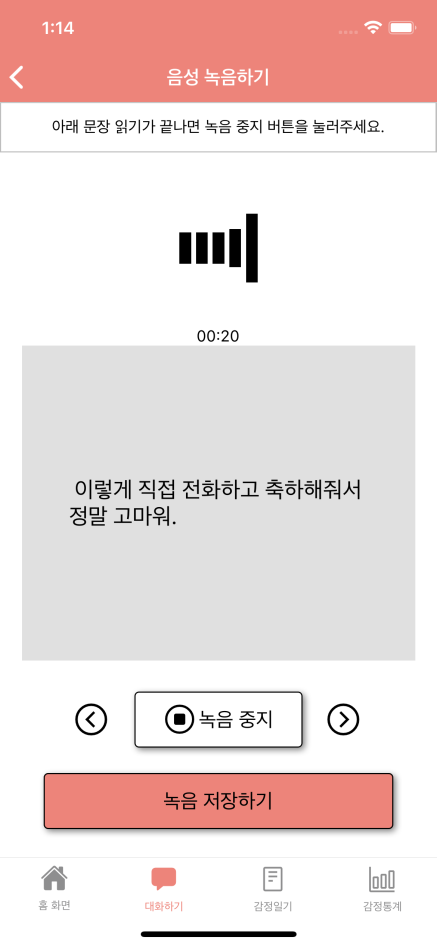 1:14
음성 녹음하기
아래 문장 읽기가 끝나면 녹음 중지 버튼을 눌러주세요.
00:20
이렇게 직접 전화하고 축하해줘서
정말 고마워.
녹음 중지
녹음 저장하기
홈 화면
대화하기
감정일기
감정통계